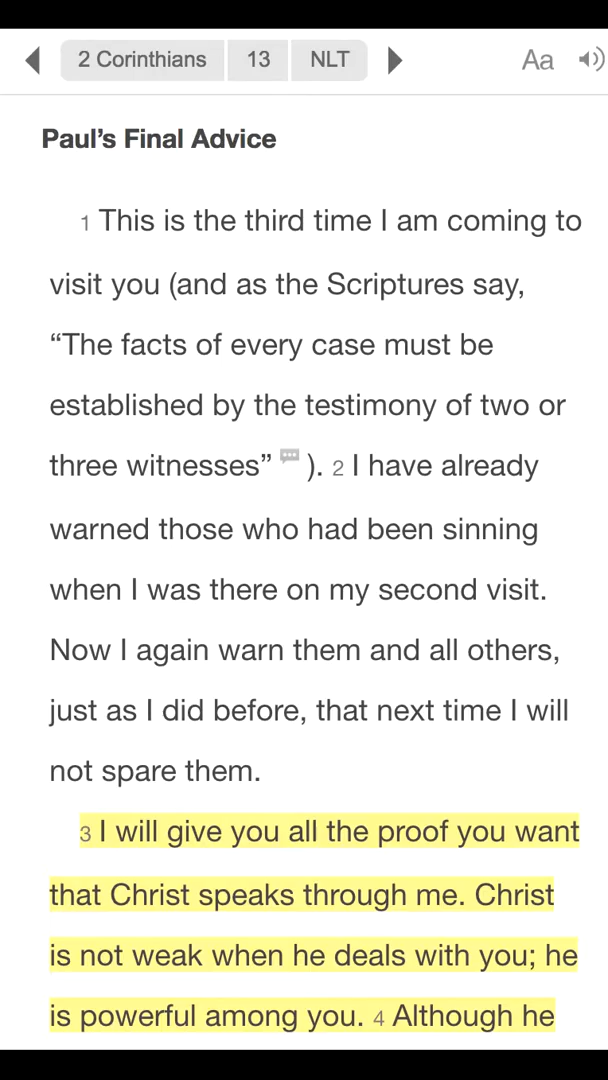 2 Corinthians 13 NLT Aa
Paul’s Final Advice
1 This is the third time I am coming to
visit you (and as the Scriptures say,
“The facts of every case must be
established by the testimony of two or
three witnesses” ). 2 I have already
warned those who had been sinning
when I was there on my second visit.
Now I again warn them and all others,
just as I did before, that next time I will
not spare them.
3 I will give you all the proof you want
that Christ speaks through me. Christ
is not weak when he deals with you; he
is powerful among you. 4 Although he